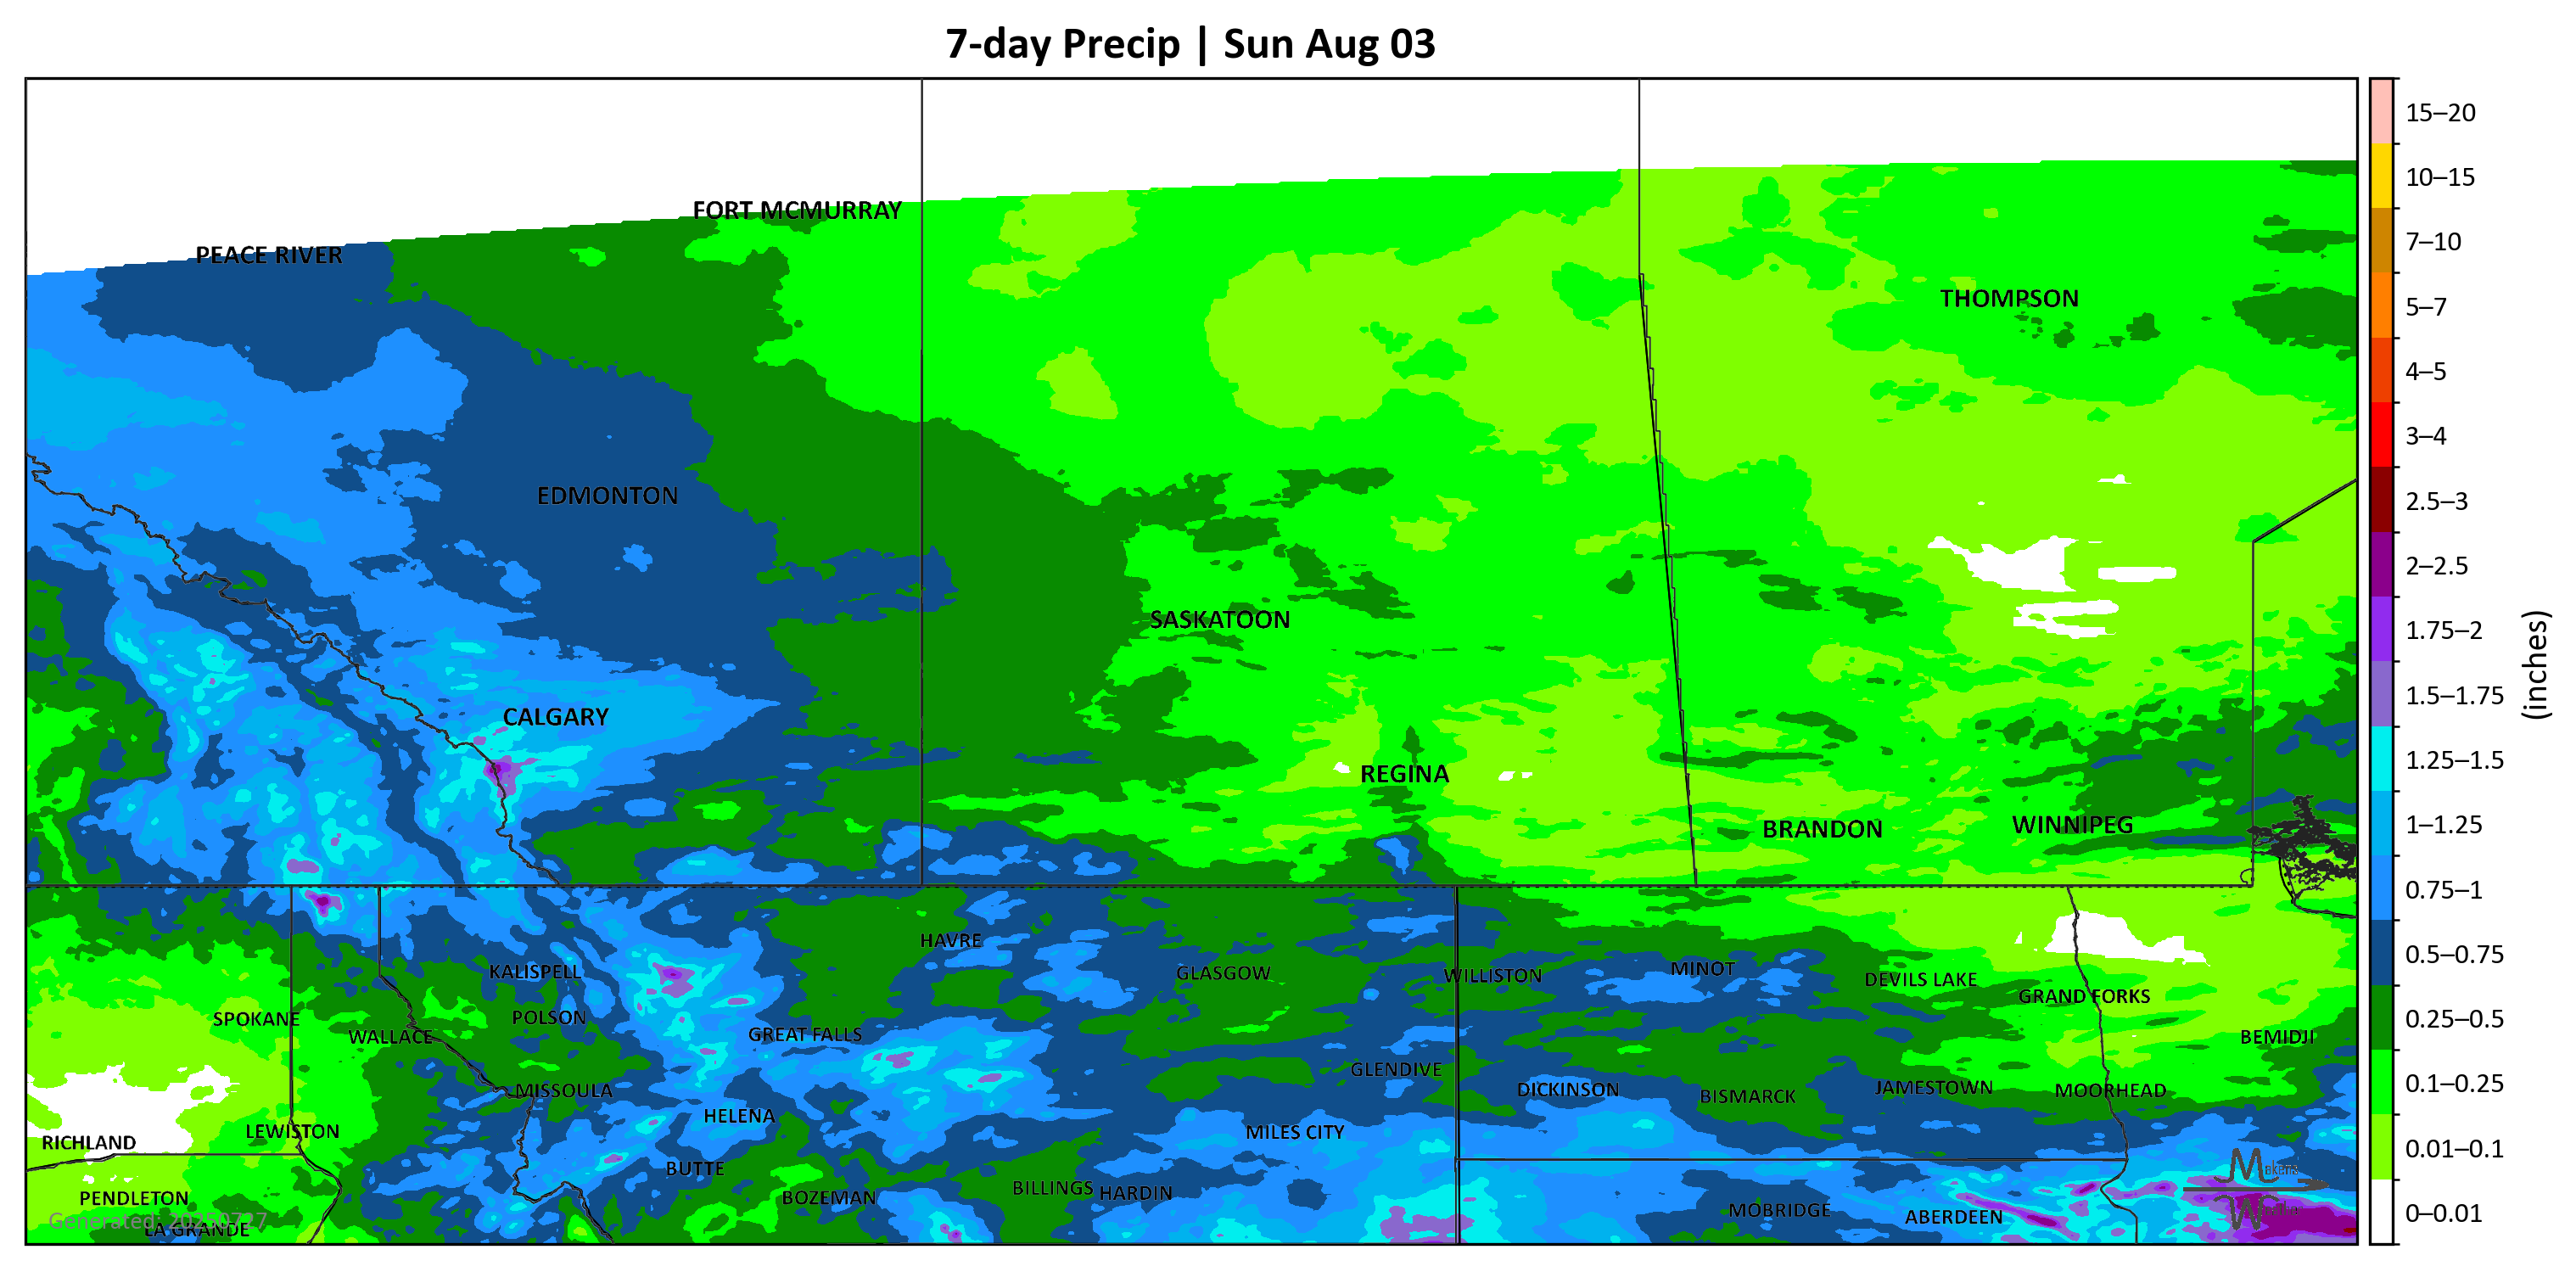 7-day Precip | Sun Aug 03
15–20
10–15
7–10
5–7
4–5
3–4
2.5–3
2–2.5
1.75–2
1.5–1.75
1.25–1.5
1–1.25
0.75–1
0.5–0.75
0.25–0.5
0.1–0.25
0.01–0.1
0–0.01
(inches)
FORT MCMURRAY
PEACE RIVER
THOMPSON
EDMONTON
SASKATOON
CALGARY
REGINA
BRANDON
WINNIPEG
HAVRE
KALISPELL
GLASGOW
WILLISTON
MINOT
DEVILS LAKE
GRAND FORKS
SPOKANE
POLSON
WALLACE
GREAT FALLS
BEMIDJI
GLENDIVE
MISSOULA
DICKINSON
BISMARCK
JAMESTOWN
MOORHEAD
HELENA
LEWISTON
MILES CITY
RICHLAND
BUTTE
BILLINGS
HARDIN
PENDLETON
BOZEMAN
MOBRIDGE
ABERDEEN
Generated: 20250727
LA GRANDE